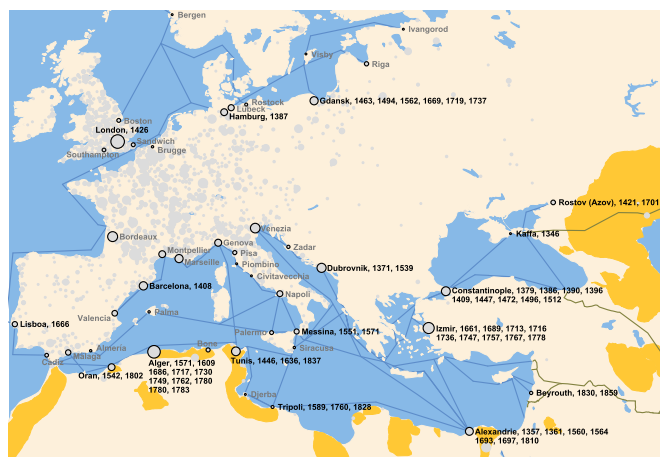 Bergen
Ivangorod
Visby
Riga
Gdansk, 1463, 1494, 1562, 1669, 1719, 1737
Rostock
Lübeck
Hamburg, 1387
Boston
London, 1426
Sandwich
Southampton
Brugge
Rostov (Azov), 1421, 1701
Kaffa, 1346
Bordeaux
Venezia
Genova
Zadar
Montpellier
Pisa
Marseille
Piombino
Dubrovnik, 1371, 1539
Civitavecchia
Barcelona, 1408
Napoli
Constantinople, 1379, 1386, 1390, 1396
1409, 1447, 1472, 1496, 1512
Valencia
Palma
Lisboa, 1666
Palermo
Messina, 1551, 1571
Izmir, 1661, 1689, 1713, 1716
1736, 1747, 1757, 1767, 1778
Siracusa
Bone
Almeria
Malaga
Cadiz
Tunis, 1446, 1636, 1837
Alger, 1571, 1609
1686, 1717, 1730
1749, 1762, 1780
1780, 1783
Oran, 1542, 1802
Djerba
Beyrouth, 1830, 1859
Tripoli, 1589, 1760, 1828
Alexandrie, 1357, 1361, 1560, 1564
1693, 1697, 1810